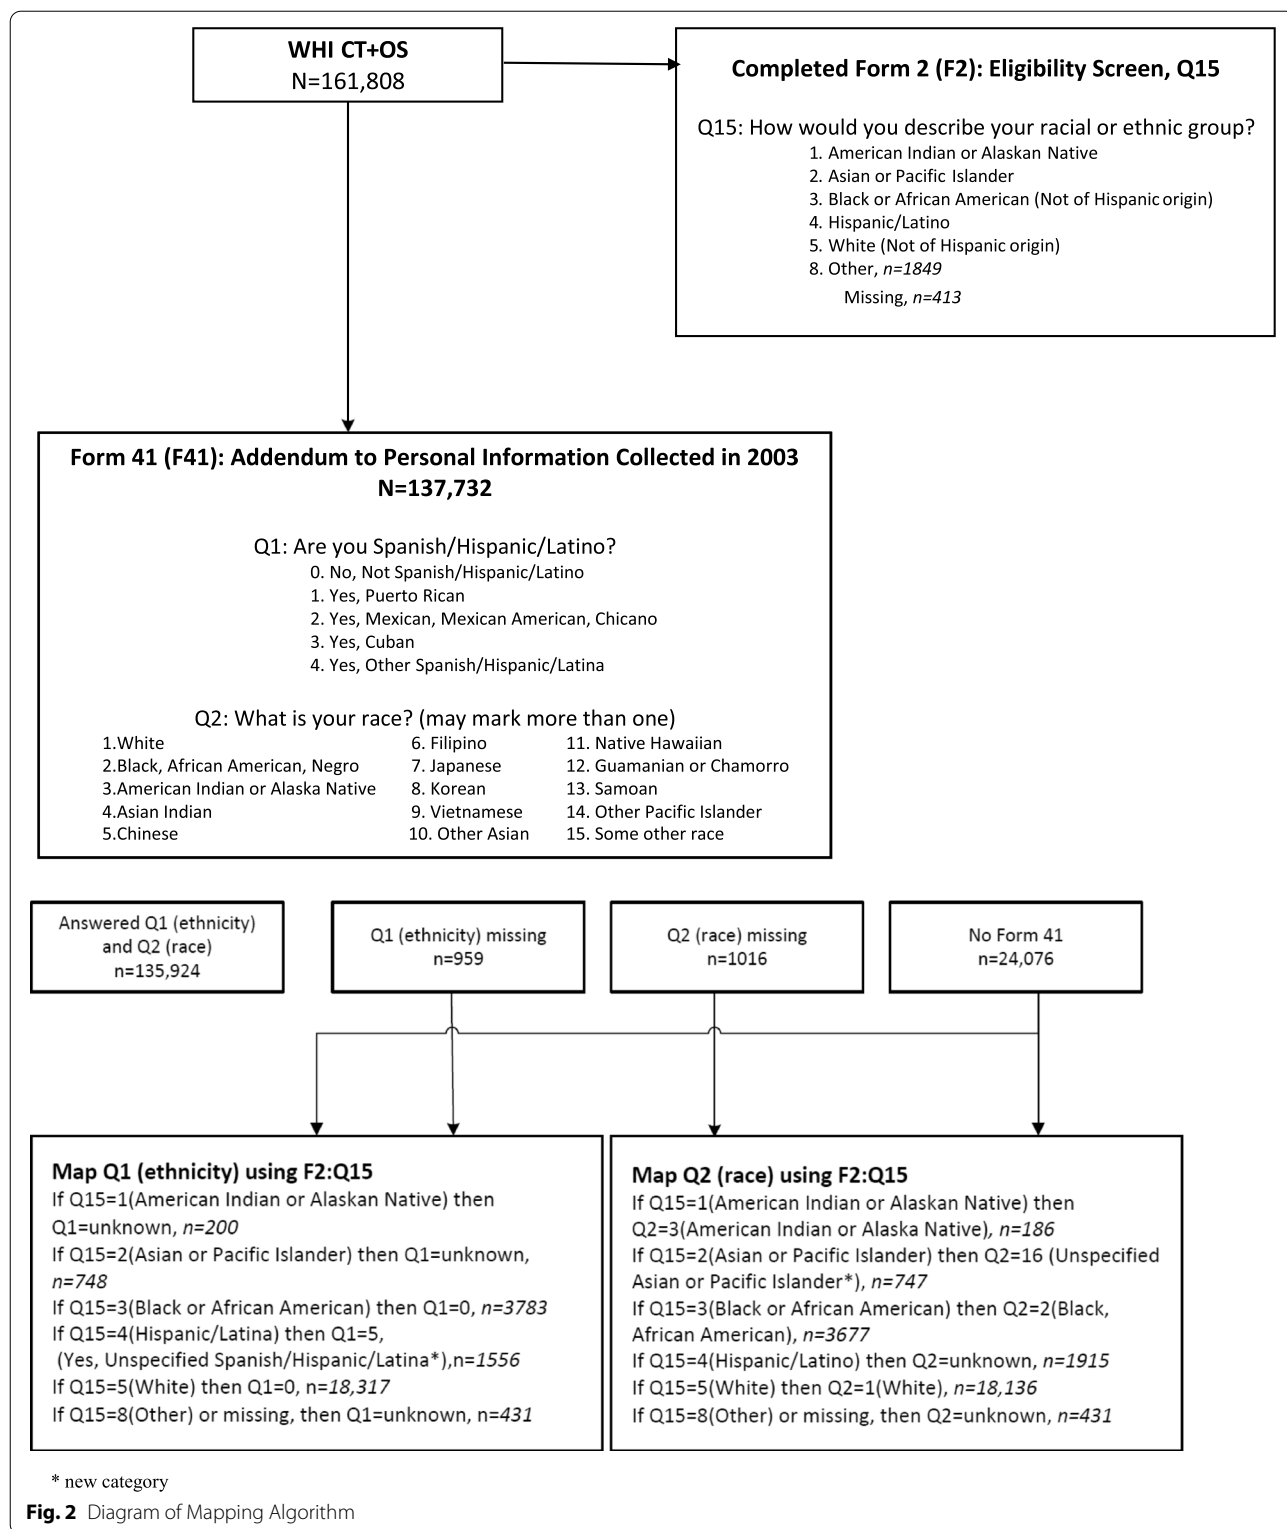 WHI CT+OS
N=161,808
Completed Form 2 (F2): Eligibility Screen, Q15
Q15: How would you describe your racial or ethnic group?
1. American Indian or Alaskan Native
2. Asian or Pacific Islander
3. Black or African American (Not of Hispanic origin)
4. Hispanic/Latino
5. White (Not of Hispanic origin)
8. Other, n=1849
Missing, n=413
Form 41 (F41): Addendum to Personal Information Collected in 2003
N=137,732
Q1: Are you Spanish/Hispanic/Latino?
0. No, Not Spanish/Hispanic/Latino
1. Yes, Puerto Rican
2. Yes, Mexican, Mexican American, Chicano
3. Yes, Cuban
4. Yes, Other Spanish/Hispanic/Latina
Q2: What is your race? (may mark more than one)
1.White
2.Black, African American, Negro
3.American Indian or Alaska Native
4.Asian Indian
5.Chinese
6. Filipino
7. Japanese
8. Korean
9. Vietnamese
10. Other Asian
11. Native Hawaiian
12. Guamanian or Chamorro
13. Samoan
14. Other Pacific Islander
15. Some other race
Answered Q1 (ethnicity)
and Q2 (race)
n=135,924
Q1 (ethnicity) missing
n=959
Q2 (race) missing
n=1016
No Form 41
n=24,076
Map Q1 (ethnicity) using F2:Q15
If Q15=1(American Indian or Alaskan Native) then
Q1=unknown, n=200
If Q15=2(Asian or Pacific Islander) then Q1=unknown,
n=748
If Q15=3(Black or African American) then Q1=0, n=3783
If Q15=4(Hispanic/Latina) then Q1=5,
(Yes, Unspecified Spanish/Hispanic/Latina*),n=1556
If Q15=5(White) then Q1=0, n=18,317
If Q15=8(Other) or missing, then Q1=unknown, n=431
Map Q2 (race) using F2:Q15
If Q15=1(American Indian or Alaskan Native) then
Q2=3(American Indian or Alaska Native), n=186
If Q15=2(Asian or Pacific Islander) then Q2=16 (Unspecified
Asian or Pacific Islander*), n=747
If Q15=3(Black or African American) then Q2=2(Black,
African American), n=3677
If Q15=4(Hispanic/Latino) then Q2=unknown, n=1915
If Q15=5(White) then Q2=1(White), n=18,136
If Q15=8(Other) or missing, then Q2=unknown, n=431
* new category
Fig. 2 Diagram of Mapping Algorithm